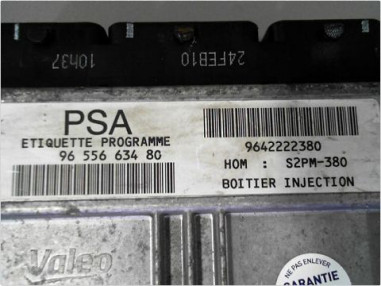 10h37
24FEB10
PSA
ETIQUETTE PROGRAMME
96 556 634 80
9642222380
HOM : S2PM-380
BOITIER INJECTION
Valeo
NE PAS ENLEVER
GARANTIE